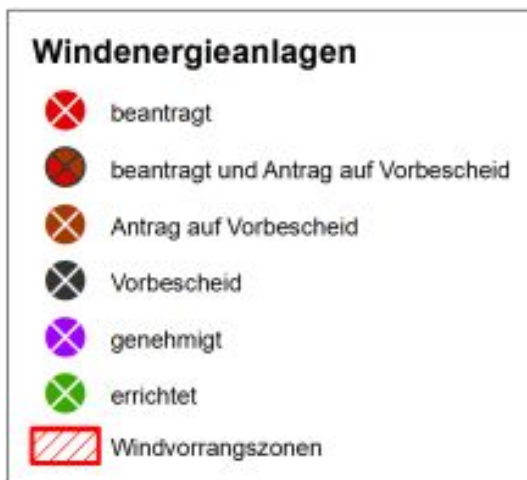 Windenergieanlagen
beantragt
beantragt und Antrag auf Vorbescheid
Antrag auf Vorbescheid
Vorbescheid
genehmigt
errichtet
Windvorrangszonen